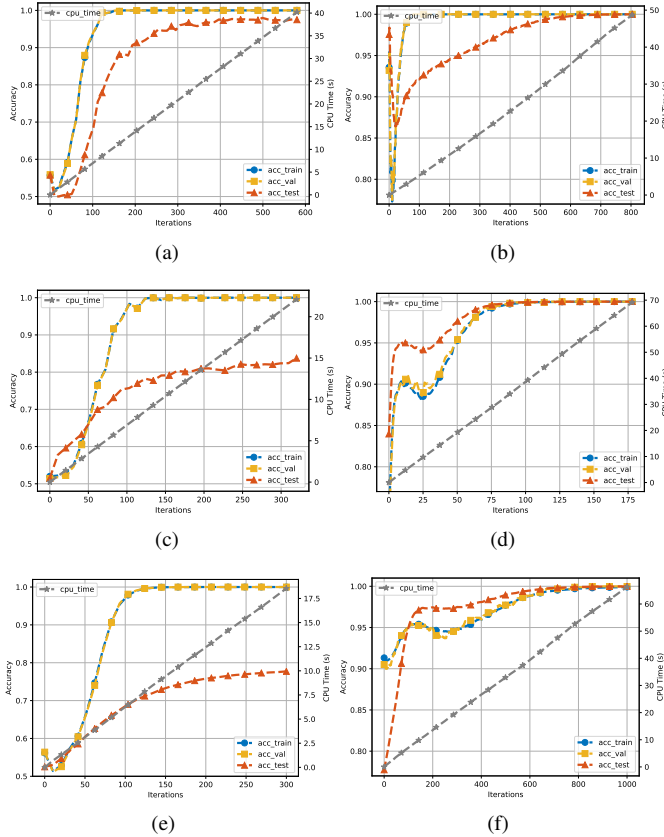 1.0
0.9
0.8
0.7
0.6
0.5
Accuracy
cpu_time
acc_train
acc_val
acc_test
40
35
30
25
20
15
10
5
0
CPU Time (s)
0 100 200 300 400 500 600
Iterations
(a)
1.00
0.95
0.90
0.85
0.80
Accuracy
cpu_time
acc_train
acc_val
acc_test
50
40
30
20
10
0
CPU Time (s)
0 100 200 300 400 500 600 700 800
Iterations
(b)
1.0
0.9
0.8
0.7
0.6
0.5
Accuracy
cpu_time
acc_train
acc_val
acc_test
20
15
10
5
0
CPU Time (s)
0 50 100 150 200 250 300
Iterations
(c)
1.00
0.95
0.90
0.85
0.80
Accuracy
cpu_time
acc_train
acc_val
acc_test
70
60
50
40
30
20
10
0
CPU Time (s)
0 25 50 75 100 125 150 175
Iterations
(d)
1.0
0.9
0.8
0.7
0.6
0.5
Accuracy
cpu_time
acc_train
acc_val
acc_test
17.5
15.0
12.5
10.0
7.5
5.0
2.5
0.0
CPU Time (s)
0 50 100 150 200 250 300
Iterations
(e)
1.00
0.95
0.90
0.85
0.80
Accuracy
cpu_time
acc_train
acc_val
acc_test
60
50
40
30
20
10
0
CPU Time (s)
0 200 400 600 800 1000
Iterations
(f)